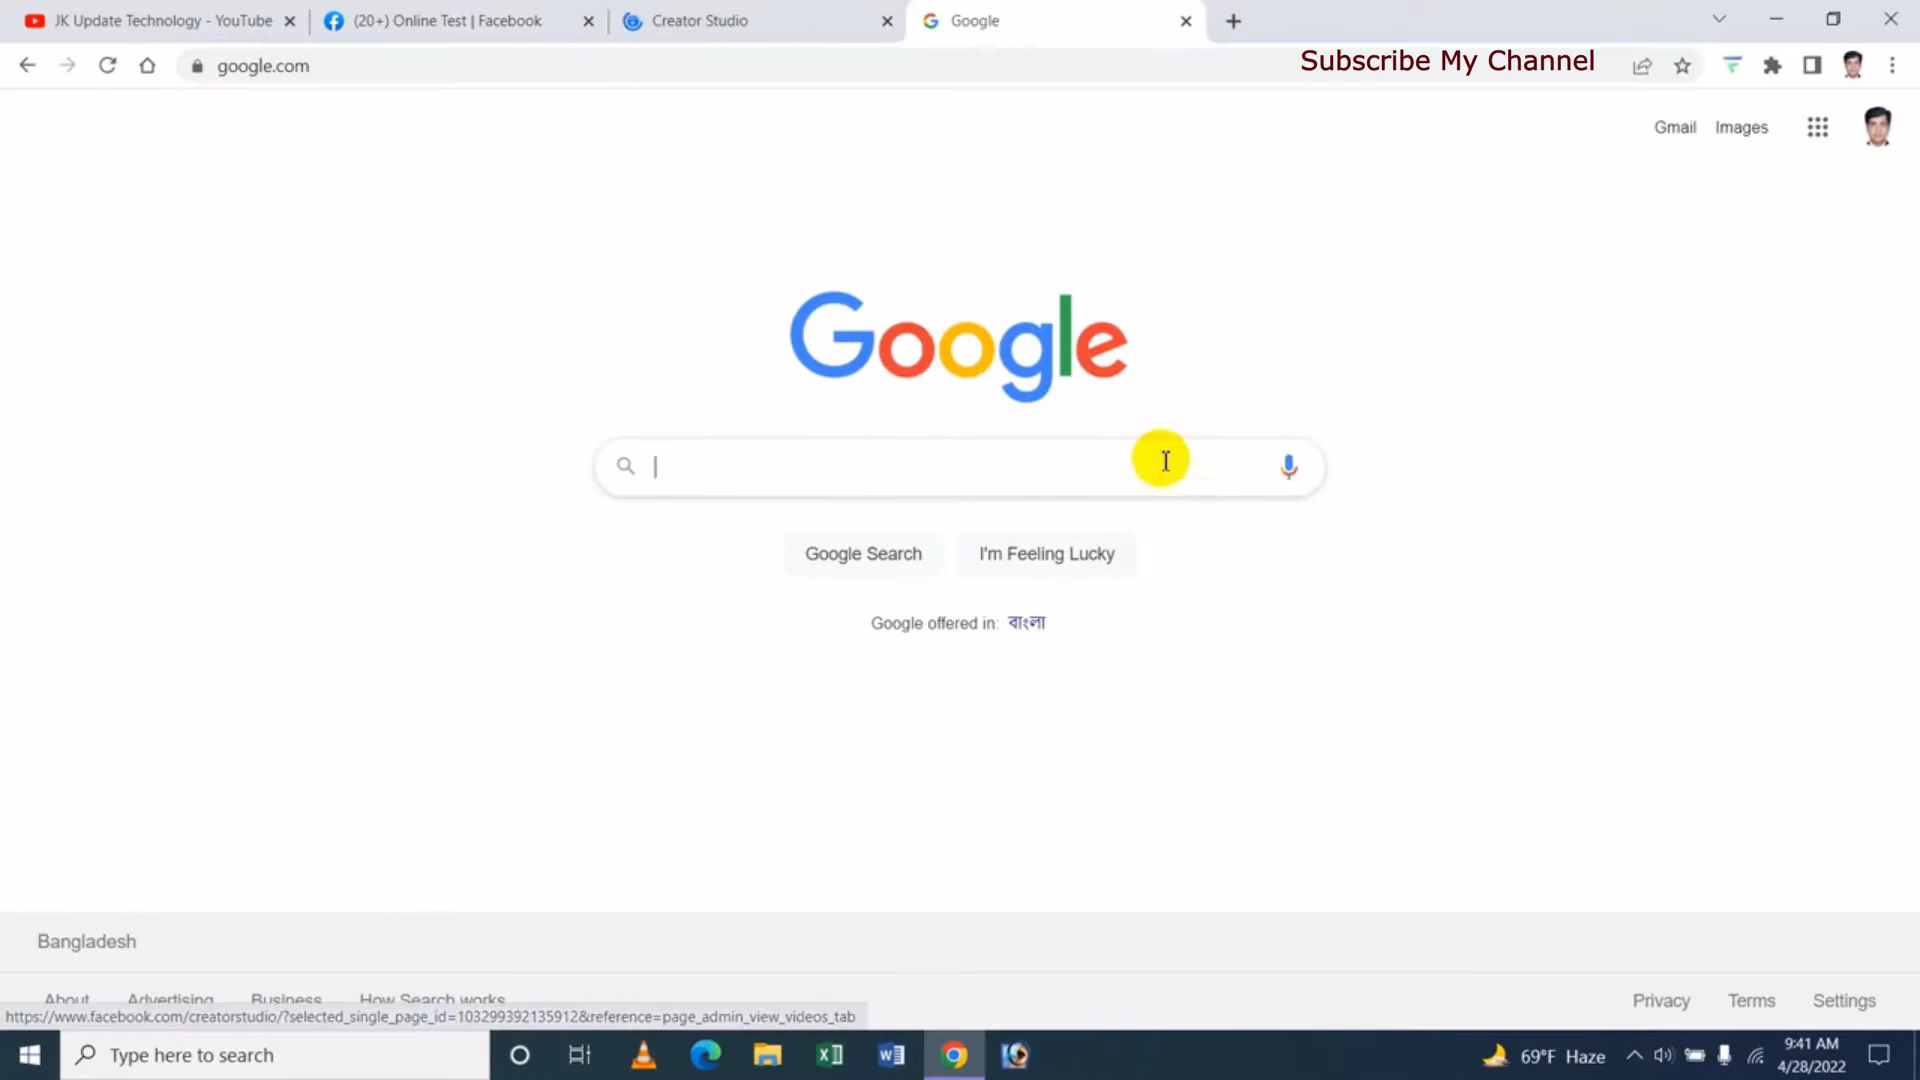 JK Update Technology - YouTube
(20+) Online Test | Facebook
Creator Studio
Google
google.com
Subscribe My Channel
Gmail
Images
Google
Google Search
I'm Feeling Lucky
Google offered in: বাংলা
Bangladesh
About
Advertising
Business
How Search works
Privacy
Terms
Settings
https://www.facebook.com/creatorstudio/?selected_single_page_id=103299392135912&reference=page_admin_view_videos_tab
Type here to search
69°F Haze
9:41 AM
4/28/2022